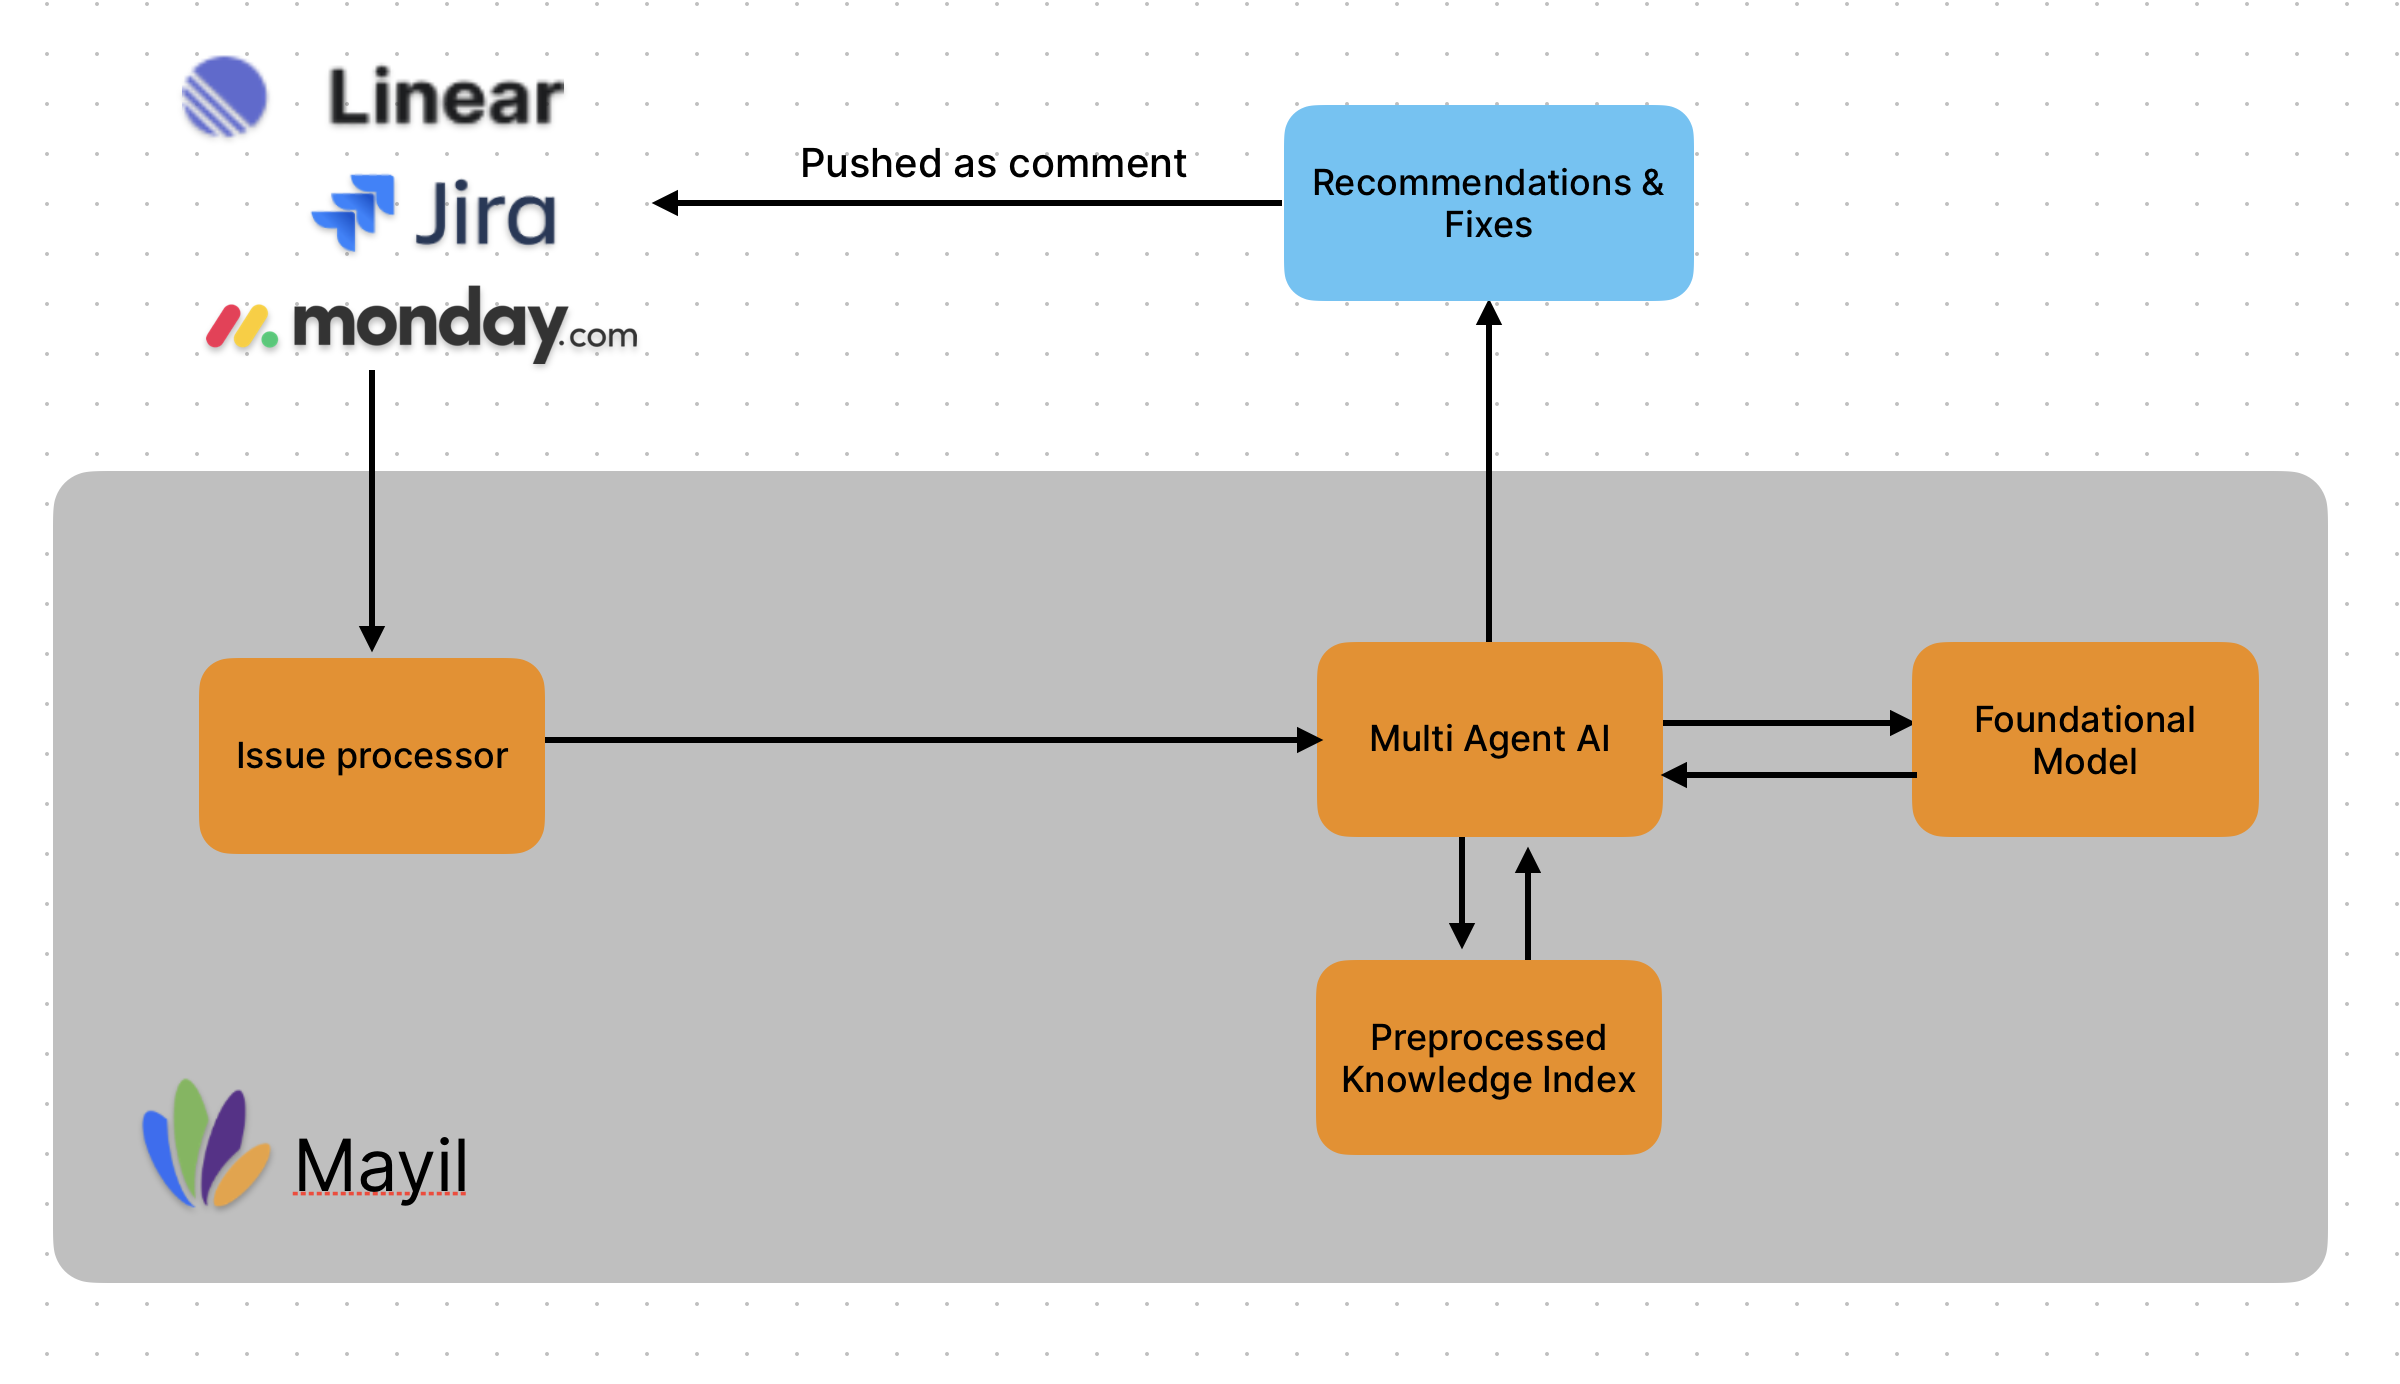 Linear
Jira
monday.com
Pushed as comment
Recommendations &
Fixes
Issue processor
Multi Agent AI
Foundational
Model
Preprocessed
Knowledge Index
Mayil